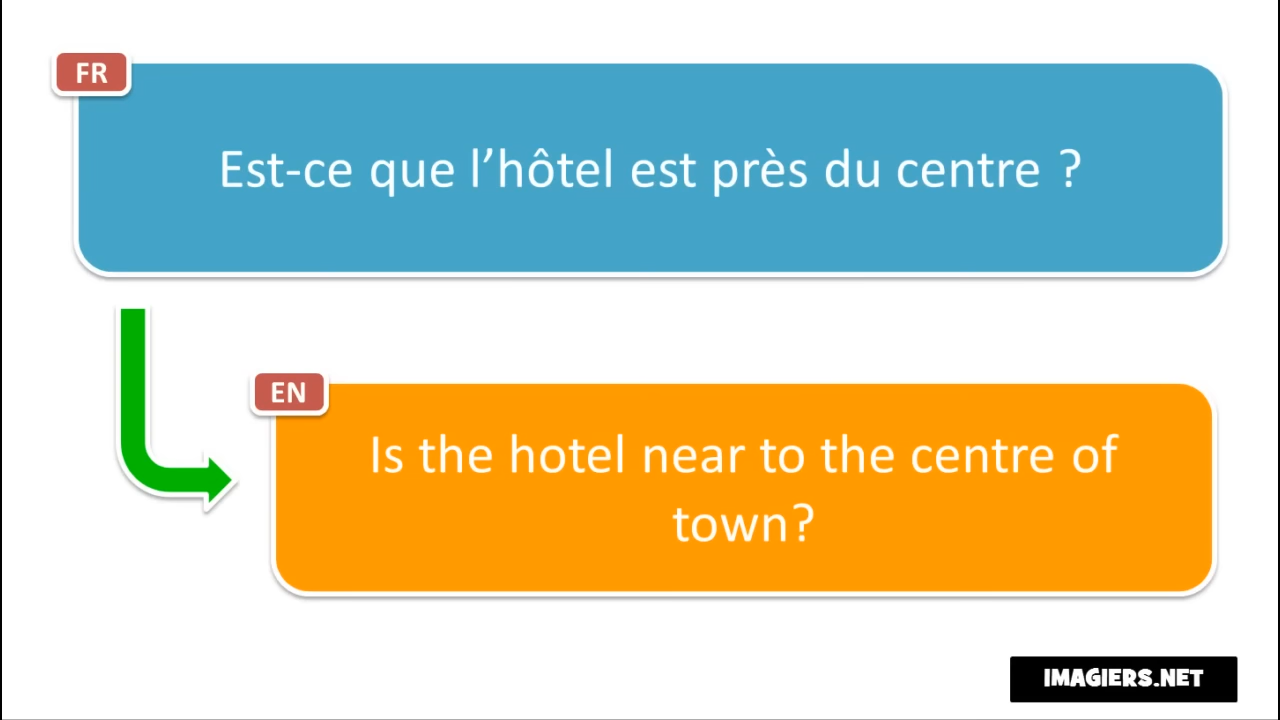 FR
Est-ce que l’hôtel est près du centre ?
EN
Is the hotel near to the centre of
town?
IMAGIERS.NET